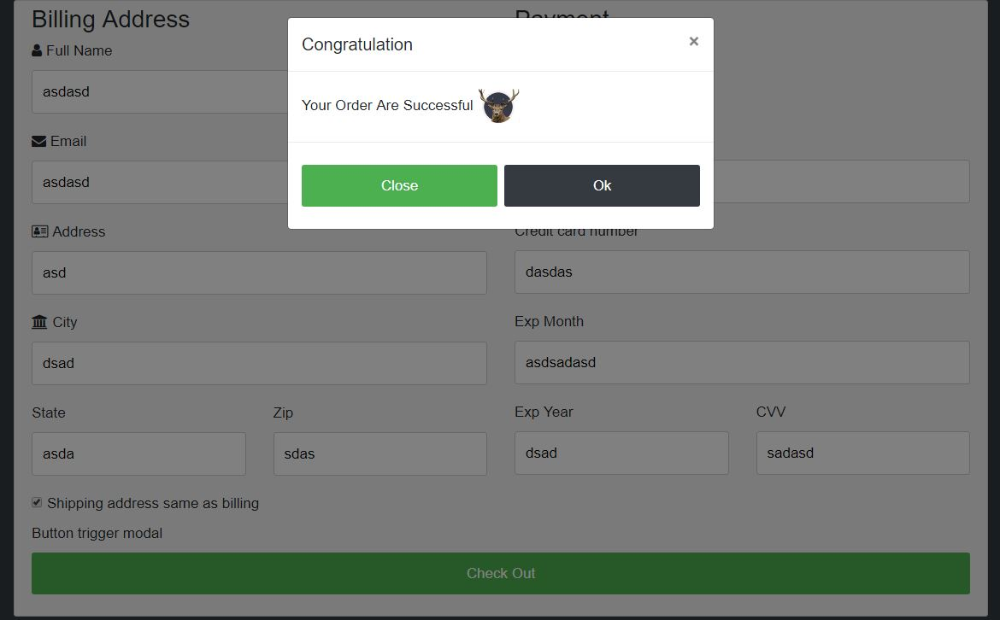 Billing Address
Full Name
asdasd
Email
asdasd
Address
asd
City
dsad
State
Zip
asda
sdas
Shipping address same as billing
Button trigger modal
Check Out
Payment
Credit card number
dasdas
Exp Month
asdsadasd
Exp Year
CVV
dsad
sadasd
Congratulation
×
Your Order Are Successful
Close
Ok